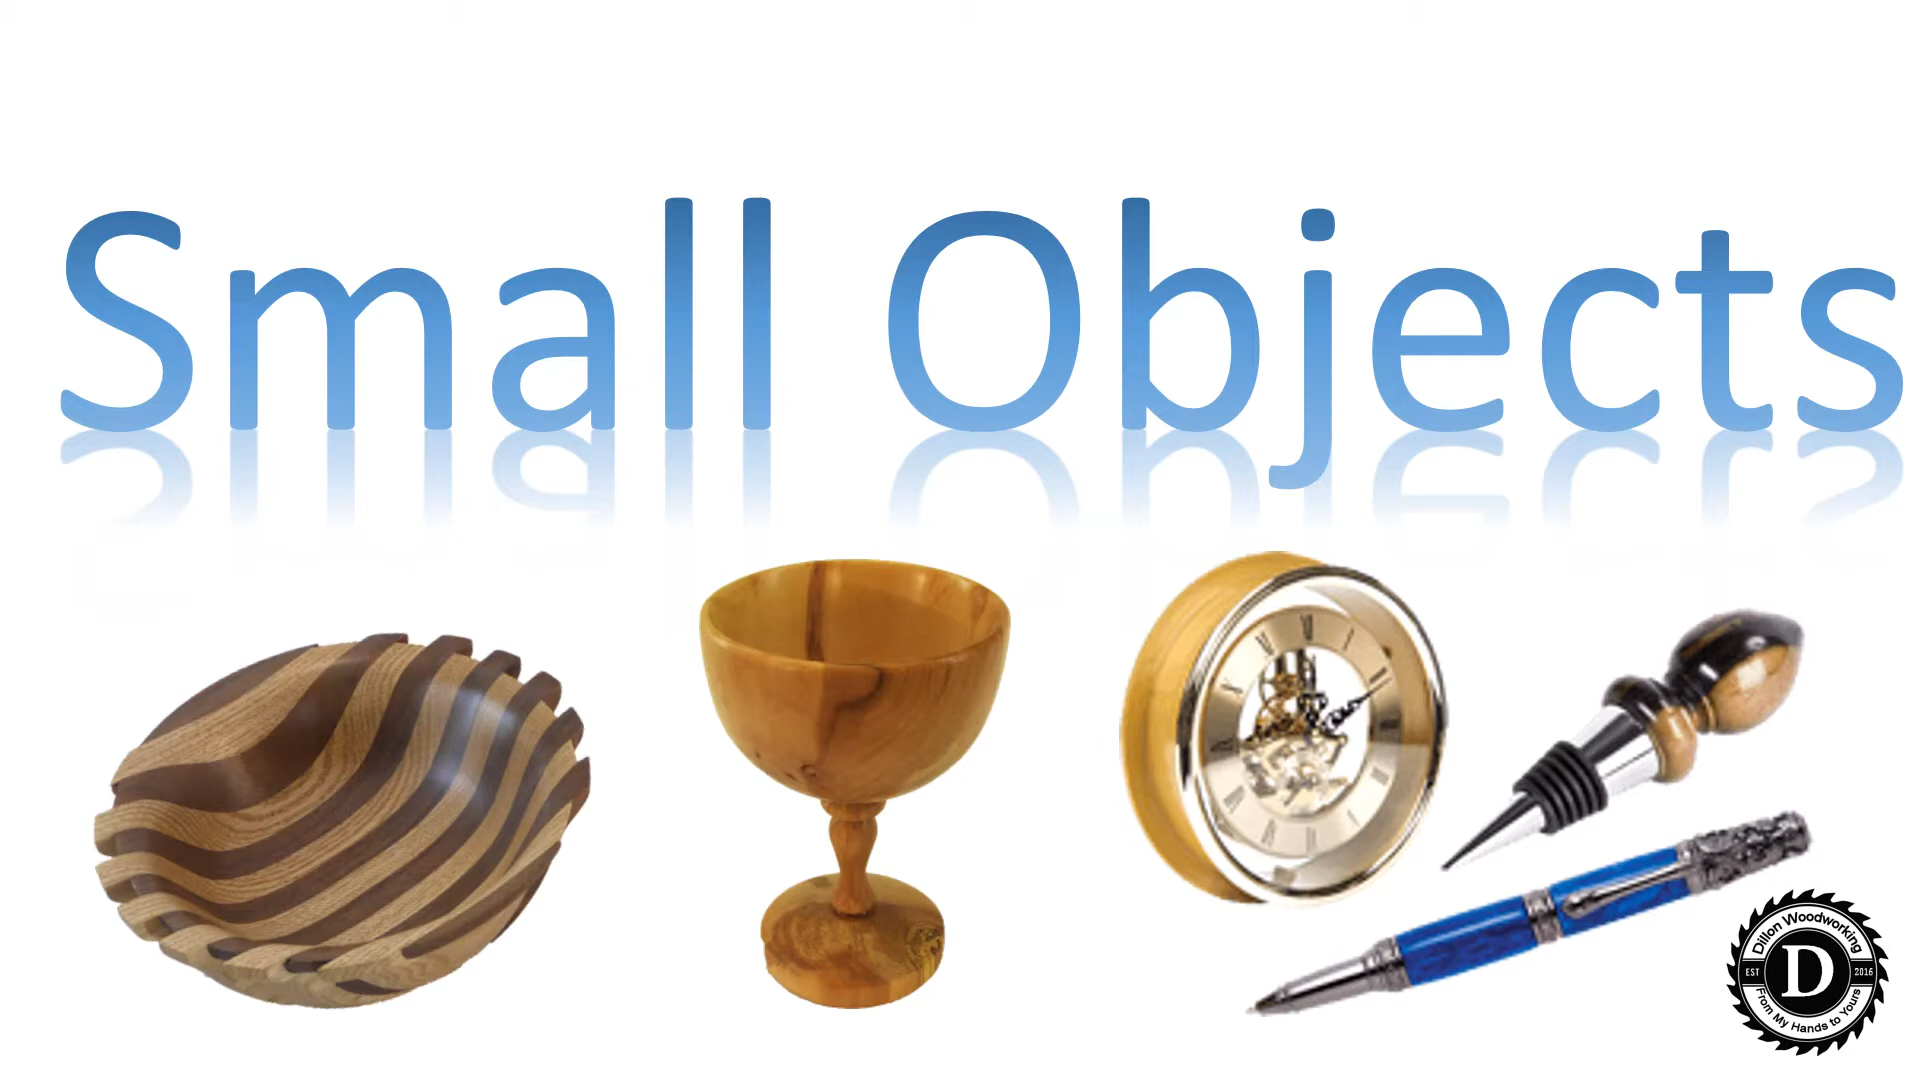 Small Objects
Dillon Woodworking
EST
D
2016
From My Hands to Yours